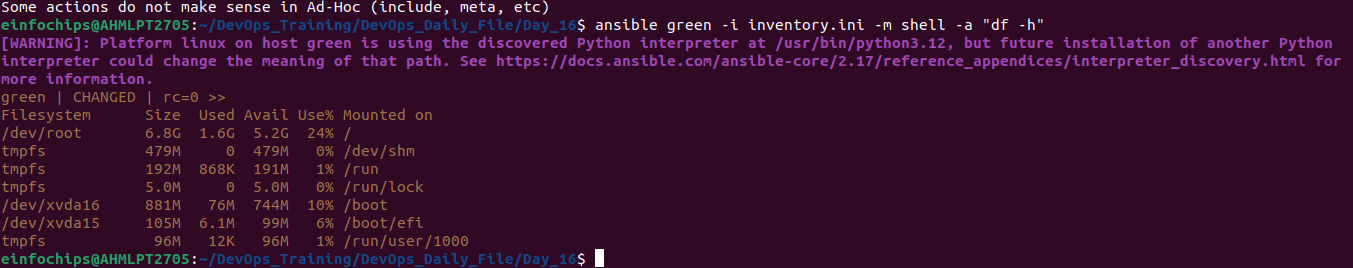 Some actions do not make sense in Ad-Hoc (include, meta, etc)
einfochips@AHMLPT2705:~/DevOps_Training/DevOps_Daily_File/Day_16$ ansible green -i inventory.ini -m shell -a "df -h"
[WARNING]: Platform linux on host green is using the discovered Python interpreter at /usr/bin/python3.12, but future installation of another Python
interpreter could change the meaning of that path. See https://docs.ansible.com/ansible-core/2.17/reference_appendices/interpreter_discovery.html for
more information.
green | CHANGED | rc=0 >>
Filesystem      Size  Used Avail Use% Mounted on
/dev/root       6.8G  1.6G  5.2G  24% /
tmpfs           479M     0  479M   0% /dev/shm
tmpfs           192M  868K  191M   1% /run
tmpfs           5.0M     0  5.0M   0% /run/lock
/dev/xvda16     881M   76M  744M  10% /boot
/dev/xvda15     105M  6.1M   99M   6% /boot/efi
tmpfs            96M   12K   96M   1% /run/user/1000
einfochips@AHMLPT2705:~/DevOps_Training/DevOps_Daily_File/Day_16$